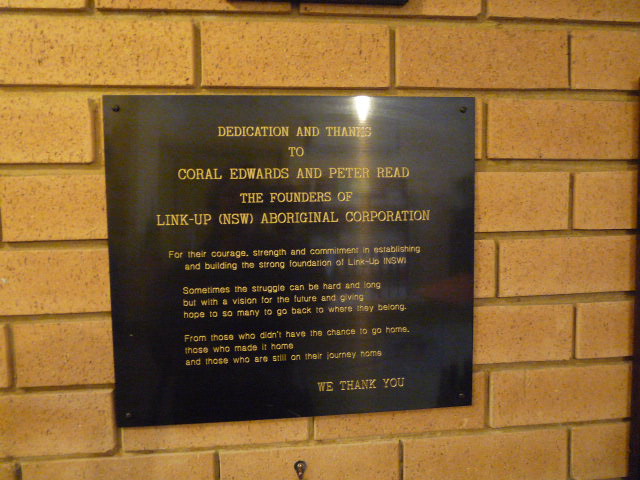 DEDICATION AND THANKS
TO
CORAL EDWARDS AND PETER READ
THE FOUNDERS OF
LINK-UP (NSW) ABORIGINAL CORPORATION
For their courage, strength and commitment in establishing
and building the strong foundation of Link-Up (NSW)
Sometimes the struggle can be hard and long
but with a vision for the future and giving
hope to so many to go back to where they belong.
From those who didn't have the chance to go home,
those who made it home
and those who are still on their journey home
WE THANK YOU